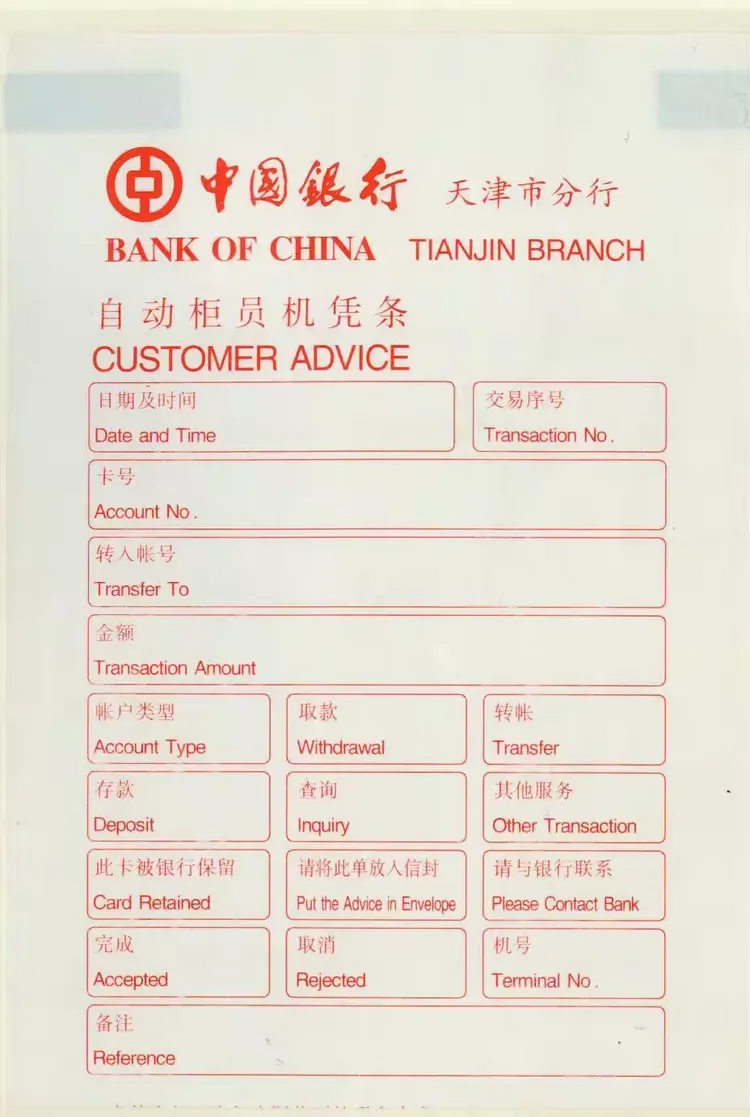 中国銀行 天津市分行
BANK OF CHINA TIANJIN BRANCH
自动柜员机凭条
CUSTOMER ADVICE
日期及时间
Date and Time
交易序号
Transaction No.
卡号
Account No.
转入帐号
Transfer To
金额
Transaction Amount
帐户类型
Account Type
取款
Withdrawal
转帐
Transfer
存款
Deposit
查询
Inquiry
其他服务
Other Transaction
此卡被银行保留
Card Retained
请将此单放入信封
Put the Advice in Envelope
请与银行联系
Please Contact Bank
完成
Accepted
取消
Rejected
机号
Terminal No.
备注
Reference